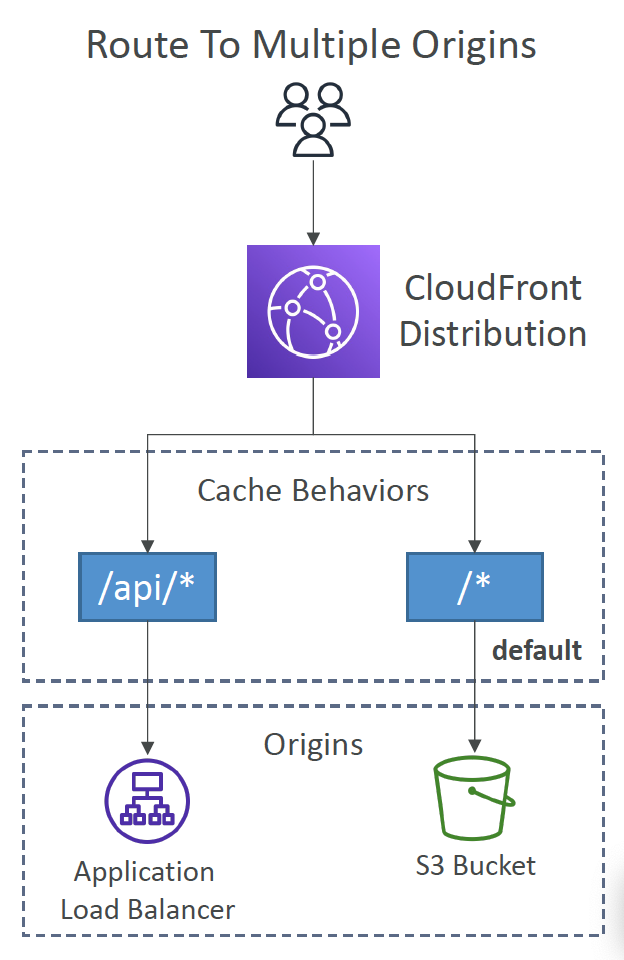 Route To Multiple Origins
CloudFront
Distribution
Cache Behaviors
/api/*
/*
default
Origins
Application
Load Balancer
S3 Bucket